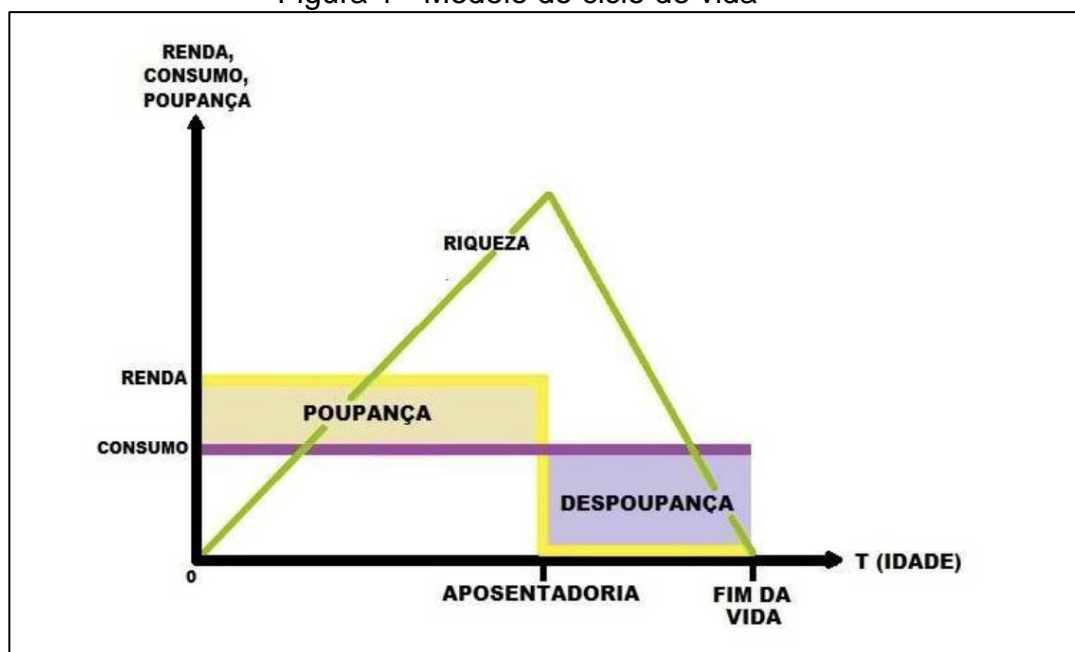 RENDA,
CONSUMO,
POUPANÇA
RIQUEZA
RENDA
POUPANÇA
CONSUMO
DESPOUPANÇA
0
T (IDADE)
APOSENTADORIA
FIM DA
VIDA